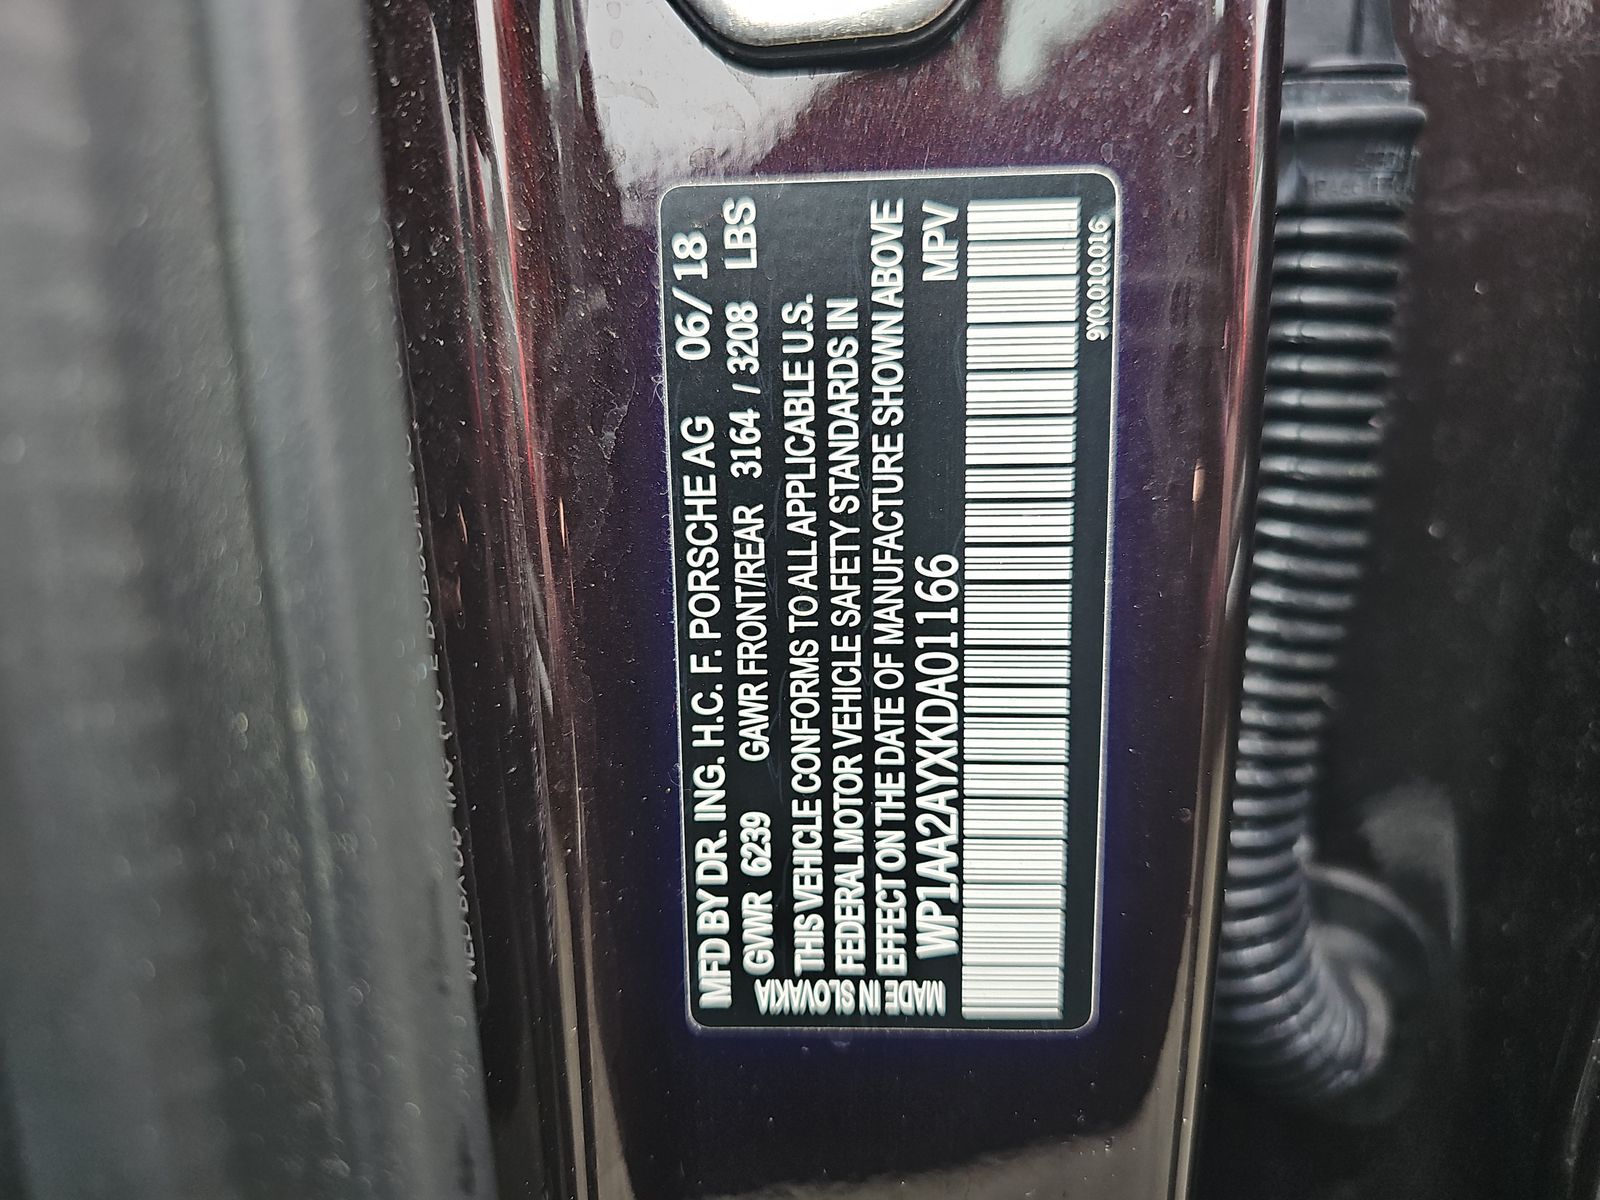 MFD BY DR. ING. H.C. F. PORSCHE AG 06/18
GVWR 6239 GAWR FRONT/REAR 3164 / 3208 LBS
THIS VEHICLE CONFORMS TO ALL APPLICABLE U.S.
FEDERAL MOTOR VEHICLE SAFETY STANDARDS IN
EFFECT ON THE DATE OF MANUFACTURE SHOWN ABOVE
WP1AA2AYXKDA01166 MPV
MADE IN SLOVAKIA
9Y0.010.016